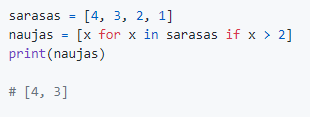 sarasas = [4, 3, 2, 1]
naujas = [x for x in sarasas if x > 2]
print(naujas)
# [4, 3]